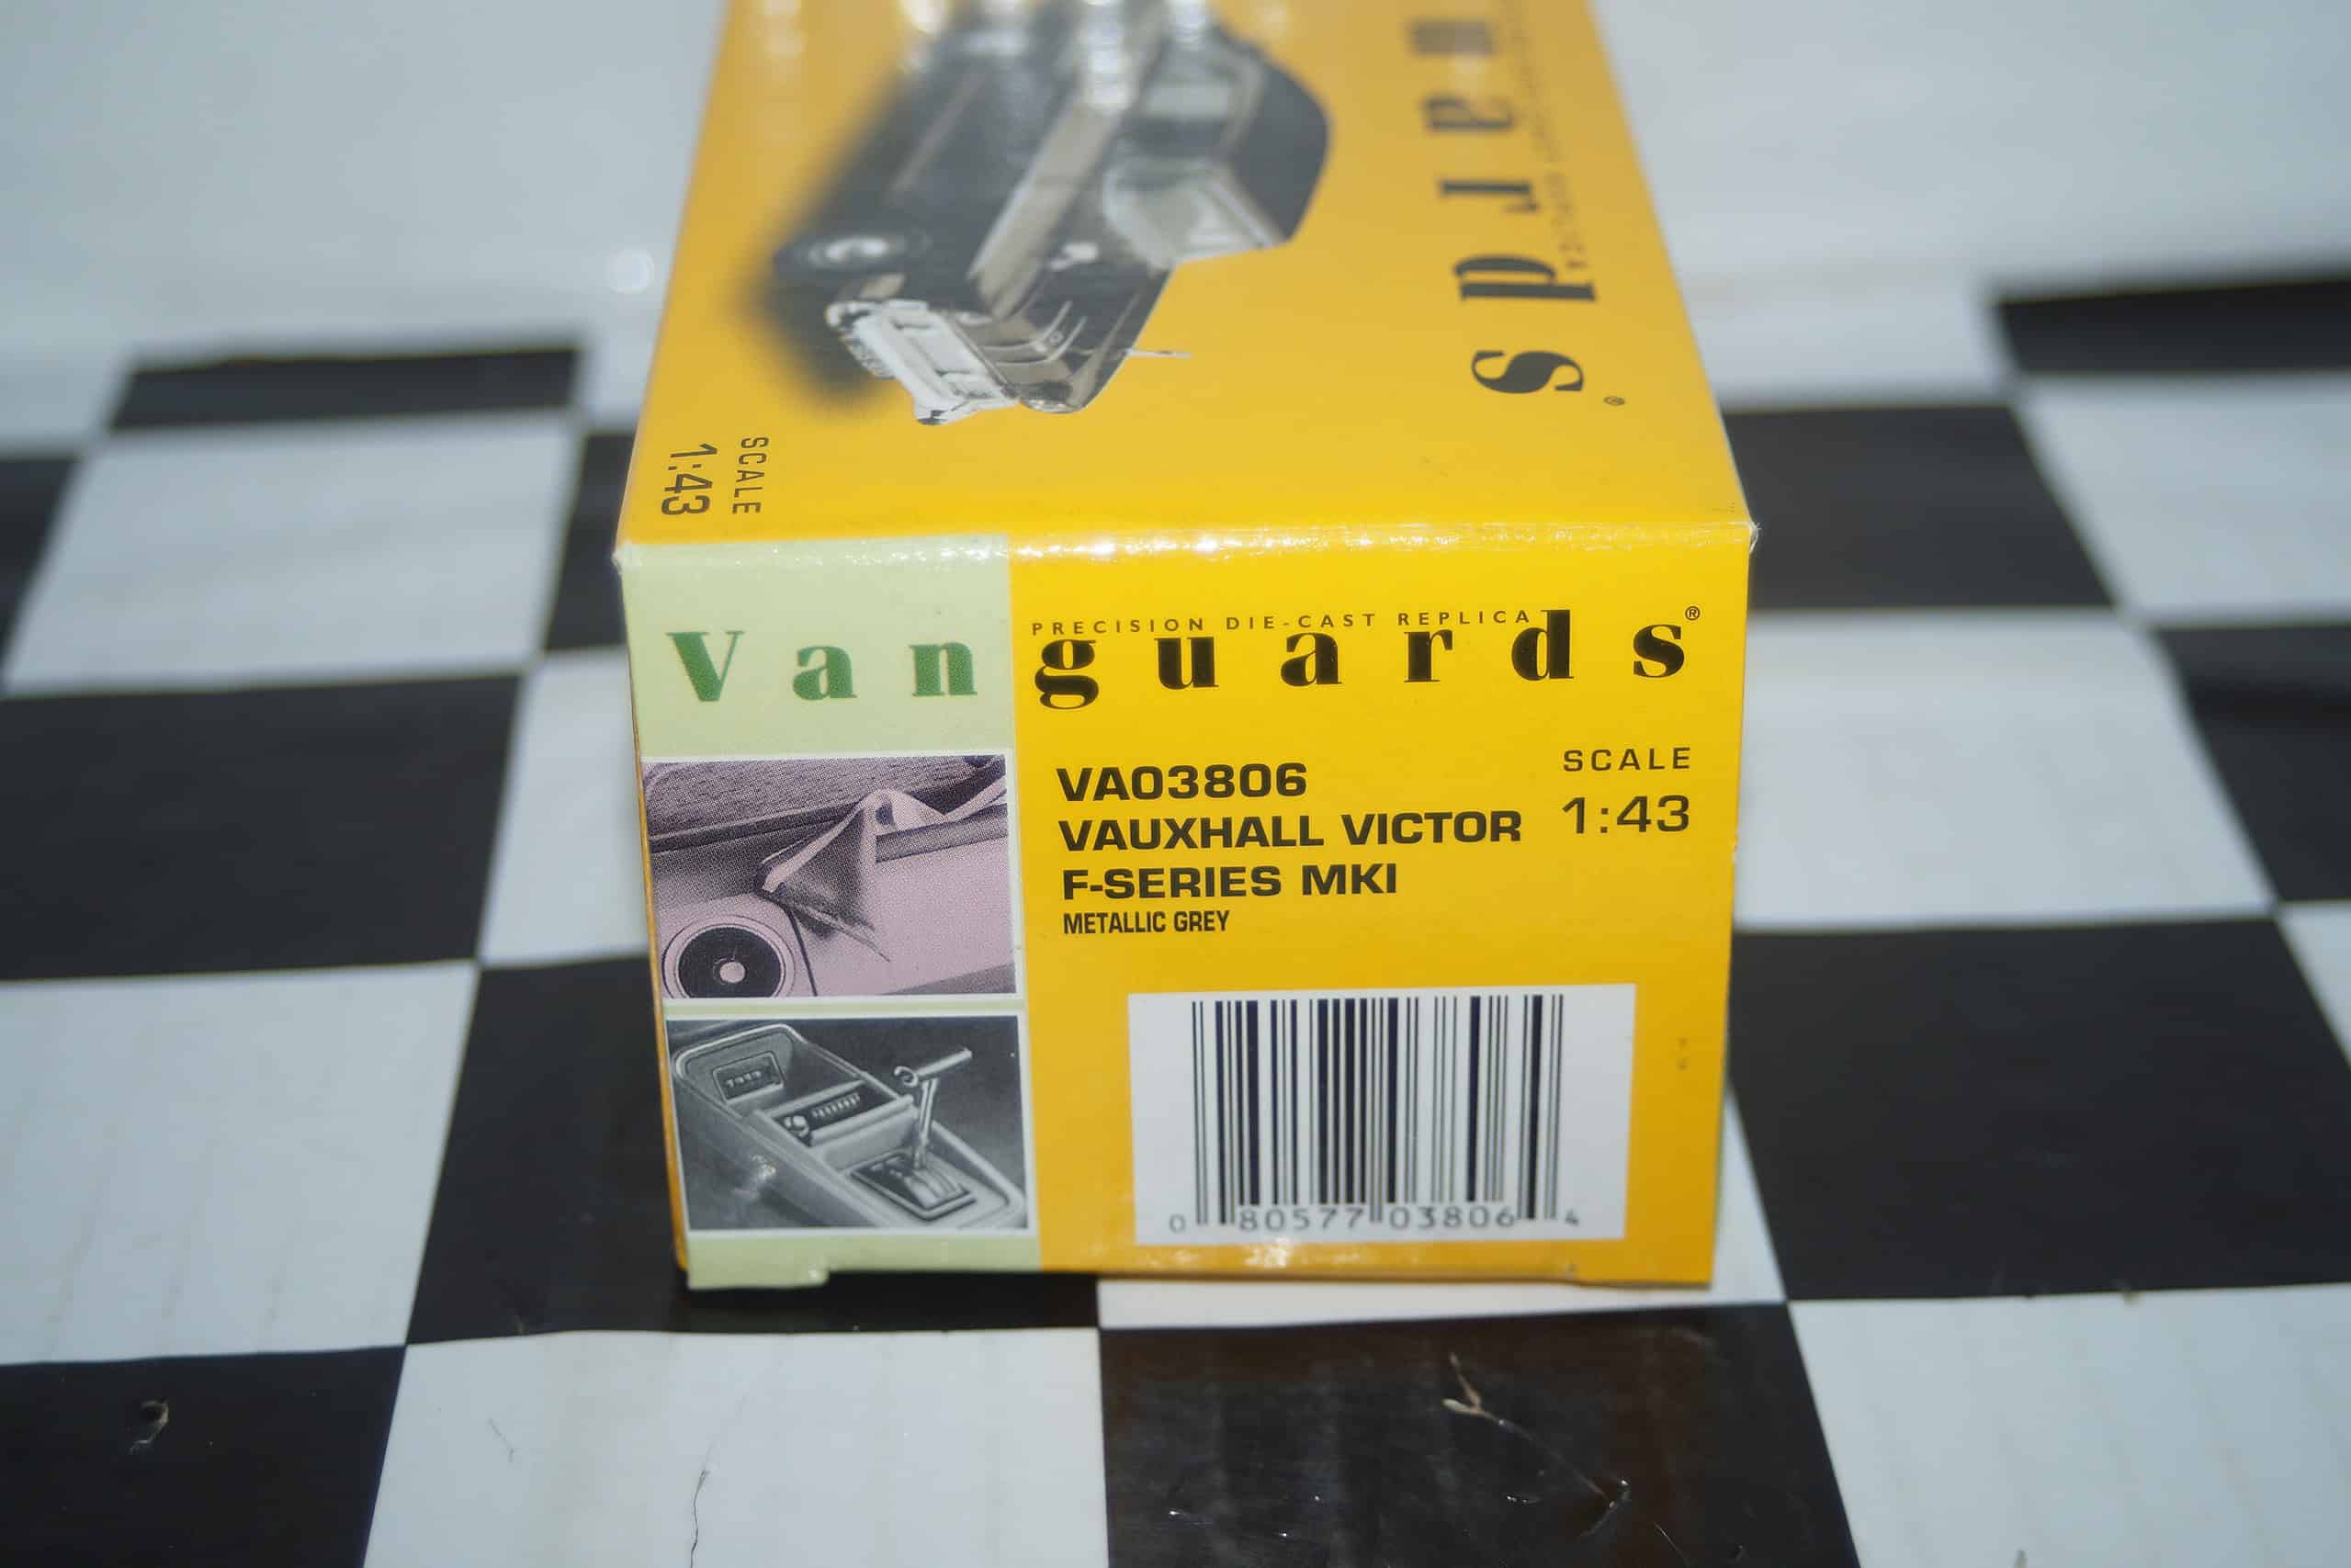 ards®
SCALE
1:43
PRECISION DIE-CAST REPLICA
Vanguards®
VA03806
VAUXHALL VICTOR
F-SERIES MKI
METALLIC GREY
SCALE
1:43
0 80577 03806 4